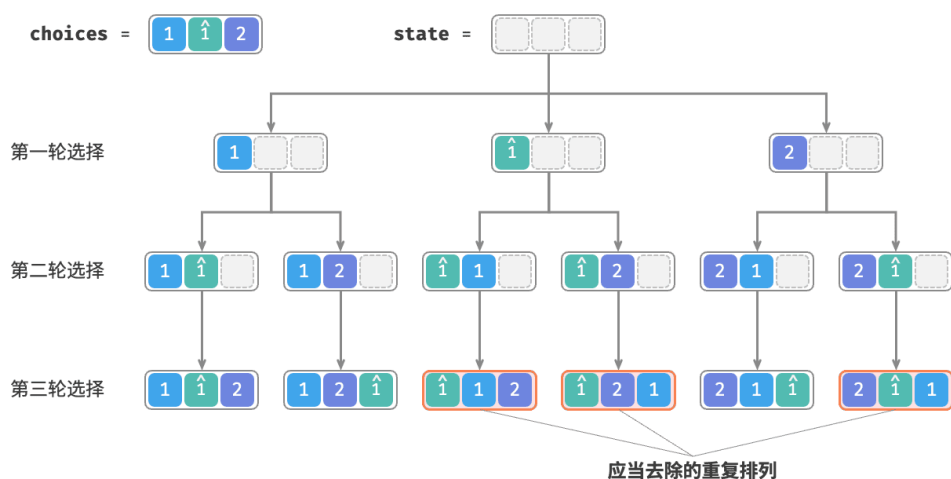 choices = 1 1̂ 2 state =
第一轮选择 1 1̂ 2
第二轮选择 1 1̂ 1 2 1̂ 1 1̂ 2 2 1 2 1̂
第三轮选择 1 1̂ 2 1 2 1̂ 1̂ 1 2 1̂ 2 1 2 1 1̂ 2 1̂ 1
应当去除的重复排列